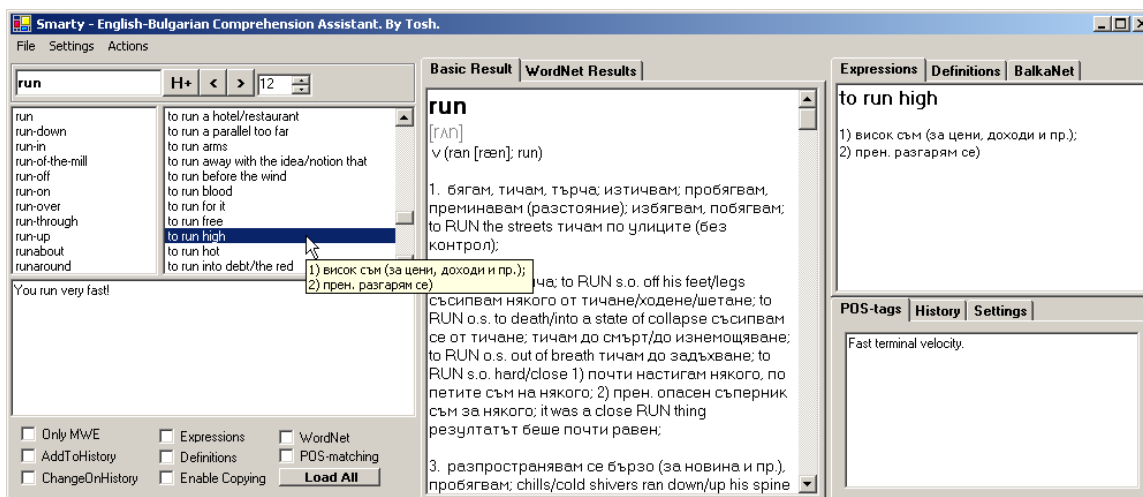 Smarty - English-Bulgarian Comprehension Assistant. By Tosh.
File Settings Actions
run
H+ < > 12
run
run-down
run-in
run-of-the-mill
run-off
run-on
run-over
run-through
run-up
runabout
runaround
to run a hotel/restaurant
to run a parallel too far
to run arms
to run away with the idea/notion that
to run before the wind
to run blood
to run for it
to run free
to run high
to run hot
to run into debt/the red
1) висок съм (за цени, доходи и пр.);
2) прен. разгарям се)
You run very fast!
Only MWE
Expressions
WordNet
AddToHistory
Definitions
POS-matching
ChangeOnHistory
Enable Copying
Load All
Basic Result WordNet Results
run
[rʌn]
v (ran [ræn]; run)
1. бягам, тичам, търча; изтичвам; пробягвам,
преминавам (разстояние); избягвам, побягвам;
to RUN the streets тичам по улиците (без
контрол);
ча; to RUN s.o. off his feet/legs
съсипвам някого от тичане/ходене/шетане; to
RUN o.s. to death/into a state of collapse съсипвам
се от тичане; тичам до смърт/до изнемощяване;
to RUN o.s. out of breath тичам до задъхване; to
RUN s.o. hard/close 1) почти настигам някого, по
петите съм на някого; 2) прен. опасен съперник
съм за някого; it was a close RUN thing
резултатът беше почти равен;
3. разпространявам се бързо (за новина и пр.),
пробягвам; chills/cold shivers ran down/up his spine
Expressions Definitions BalkaNet
to run high
1) висок съм (за цени, доходи и пр.);
2) прен. разгарям се)
POS-tags History Settings
Fast terminal velocity.